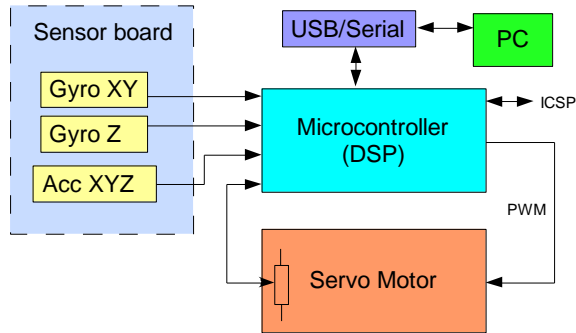 Sensor board
USB/Serial
PC
Gyro XY
Gyro Z
Acc XYZ
Microcontroller
(DSP)
ICSP
PWM
Servo Motor